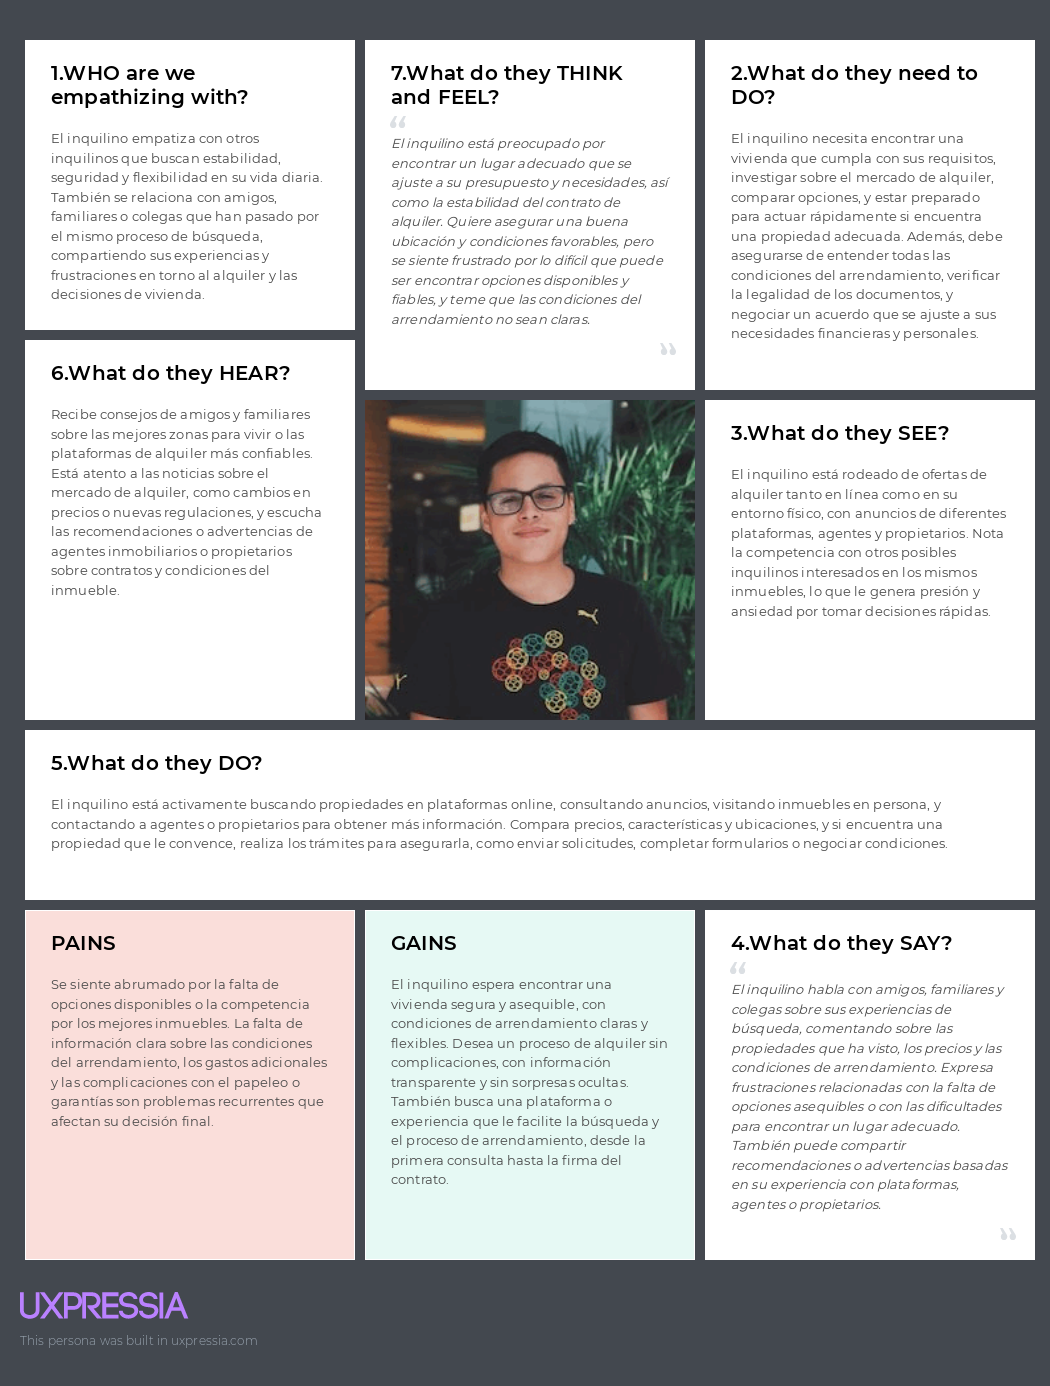 1.WHO are we
empathizing with?
El inquilino empatiza con otros
inquilinos que buscan estabilidad,
seguridad y flexibilidad en su vida diaria.
También se relaciona con amigos,
familiares o colegas que han pasado por
el mismo proceso de búsqueda,
compartiendo sus experiencias y
frustraciones en torno al alquiler y las
decisiones de vivienda.
7.What do they THINK
and FEEL?
“
El inquilino está preocupado por
encontrar un lugar adecuado que se
ajuste a su presupuesto y necesidades, así
como la estabilidad del contrato de
alquiler. Quiere asegurar una buena
ubicación y condiciones favorables, pero
se siente frustrado por lo difícil que puede
ser encontrar opciones disponibles y
fiables, y teme que las condiciones del
arrendamiento no sean claras.
”
2.What do they need to
DO?
El inquilino necesita encontrar una
vivienda que cumpla con sus requisitos,
investigar sobre el mercado de alquiler,
comparar opciones, y estar preparado
para actuar rápidamente si encuentra
una propiedad adecuada. Además, debe
asegurarse de entender todas las
condiciones del arrendamiento, verificar
la legalidad de los documentos, y
negociar un acuerdo que se ajuste a sus
necesidades financieras y personales.
6.What do they HEAR?
Recibe consejos de amigos y familiares
sobre las mejores zonas para vivir o las
plataformas de alquiler más confiables.
Está atento a las noticias sobre el
mercado de alquiler, como cambios en
precios o nuevas regulaciones, y escucha
las recomendaciones o advertencias de
agentes inmobiliarios o propietarios
sobre contratos y condiciones del
inmueble.
3.What do they SEE?
El inquilino está rodeado de ofertas de
alquiler tanto en línea como en su
entorno físico, con anuncios de diferentes
plataformas, agentes y propietarios. Nota
la competencia con otros posibles
inquilinos interesados en los mismos
inmuebles, lo que le genera presión y
ansiedad por tomar decisiones rápidas.
5.What do they DO?
El inquilino está activamente buscando propiedades en plataformas online, consultando anuncios, visitando inmuebles en persona, y
contactando a agentes o propietarios para obtener más información. Compara precios, características y ubicaciones, y si encuentra una
propiedad que le convence, realiza los trámites para asegurarla, como enviar solicitudes, completar formularios o negociar condiciones.
PAINS
Se siente abrumado por la falta de
opciones disponibles o la competencia
por los mejores inmuebles. La falta de
información clara sobre las condiciones
del arrendamiento, los gastos adicionales
y las complicaciones con el papeleo o
garantías son problemas recurrentes que
afectan su decisión final.
GAINS
El inquilino espera encontrar una
vivienda segura y asequible, con
condiciones de arrendamiento claras y
flexibles. Desea un proceso de alquiler sin
complicaciones, con información
transparente y sin sorpresas ocultas.
También busca una plataforma o
experiencia que le facilite la búsqueda y
el proceso de arrendamiento, desde la
primera consulta hasta la firma del
contrato.
4.What do they SAY?
“
El inquilino habla con amigos, familiares y
colegas sobre sus experiencias de
búsqueda, comentando sobre las
propiedades que ha visto, los precios y las
condiciones de arrendamiento. Expresa
frustraciones relacionadas con la falta de
opciones asequibles o con las dificultades
para encontrar un lugar adecuado.
También puede compartir
recomendaciones o advertencias basadas
en su experiencia con plataformas,
agentes o propietarios.
”
UXPRESSIA
This persona was built in uxpressia.com